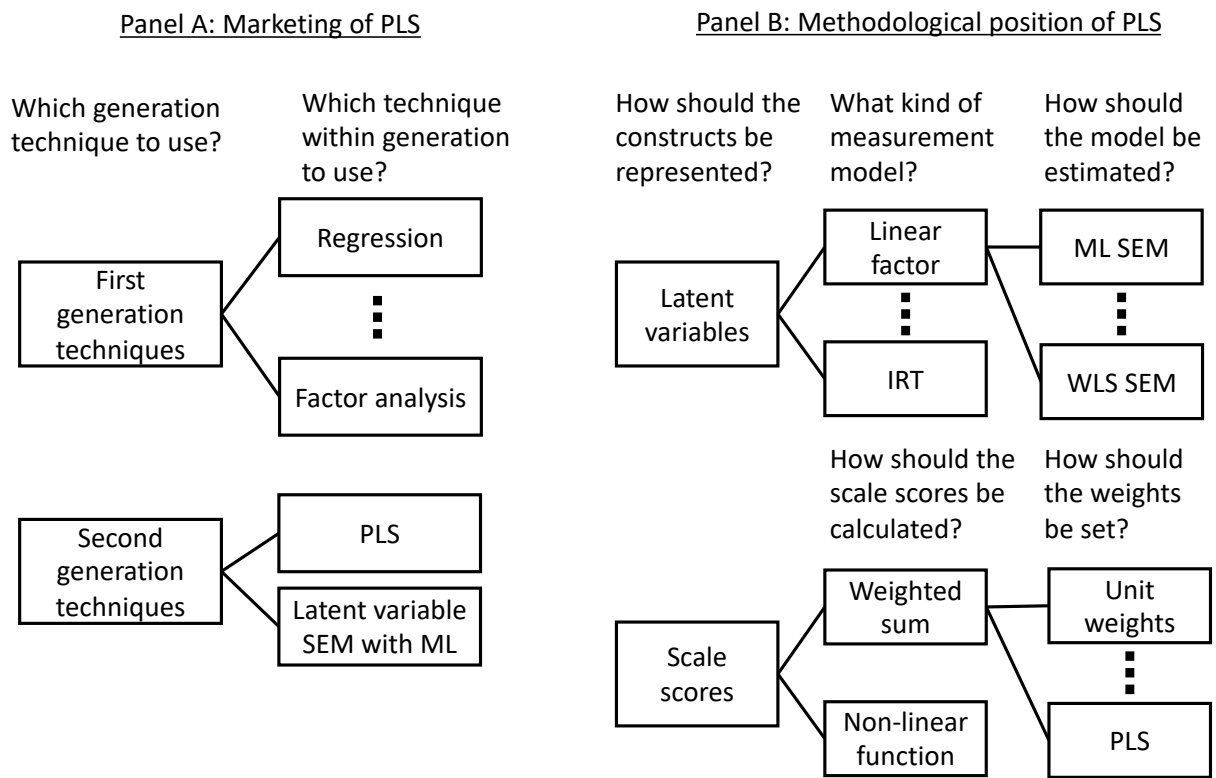 Panel A: Marketing of PLS
Which generation
technique to use?
Which technique
within generation
to use?
First
generation
techniques
Regression
Factor analysis
Second
generation
techniques
PLS
Latent variable
SEM with ML
Panel B: Methodological position of PLS
How should the
constructs be
represented?
What kind of
measurement
model?
How should
the model be
estimated?
Latent
variables
Linear
factor
IRT
ML SEM
WLS SEM
How should the
scale scores be
calculated?
How should
the weights
be set?
Scale
scores
Weighted
sum
Non-linear
function
Unit
weights
PLS